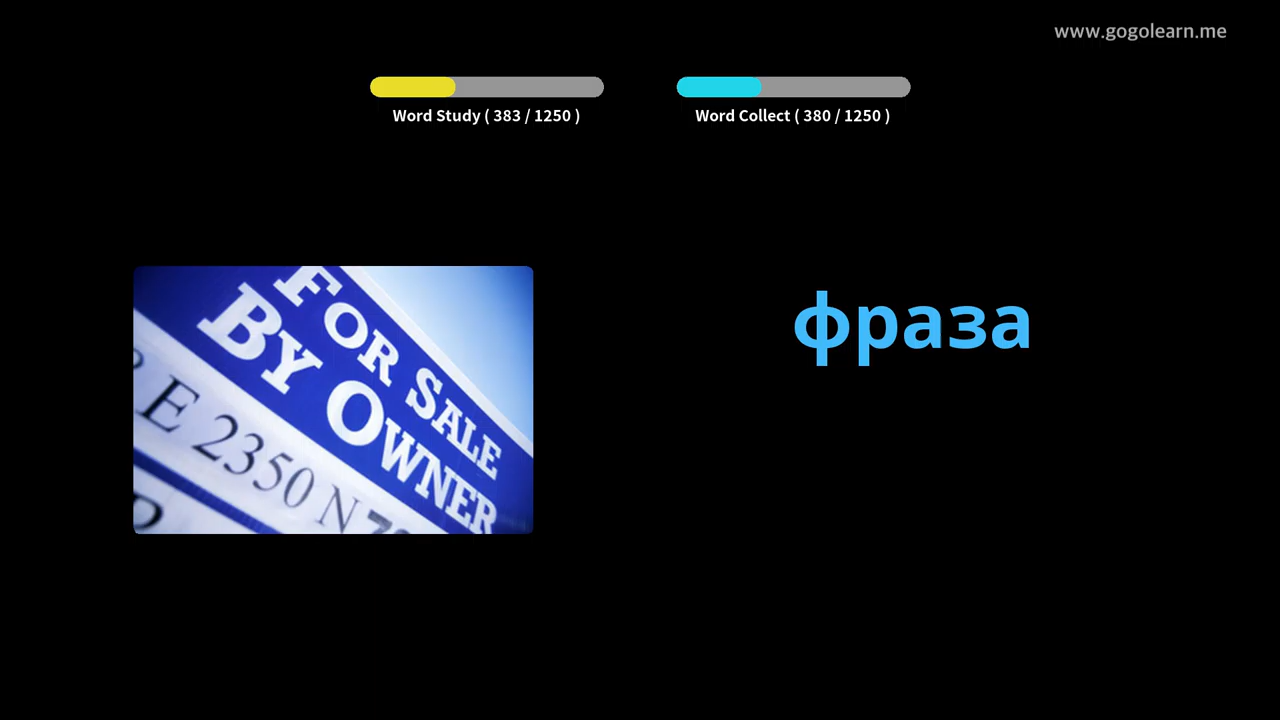 www.gogolearn.me
Word Study ( 383 / 1250 )
Word Collect ( 380 / 1250 )
FOR SALE
BY OWNER
E 2350 N
фраза